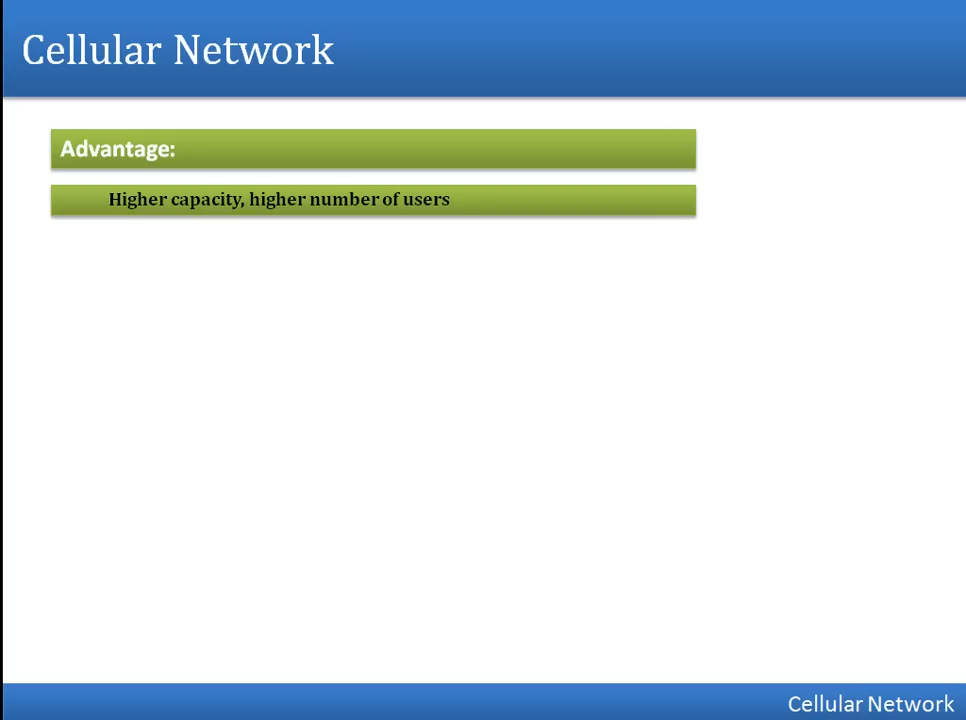 Cellular Network
Advantage:
Higher capacity, higher number of users
Cellular Network